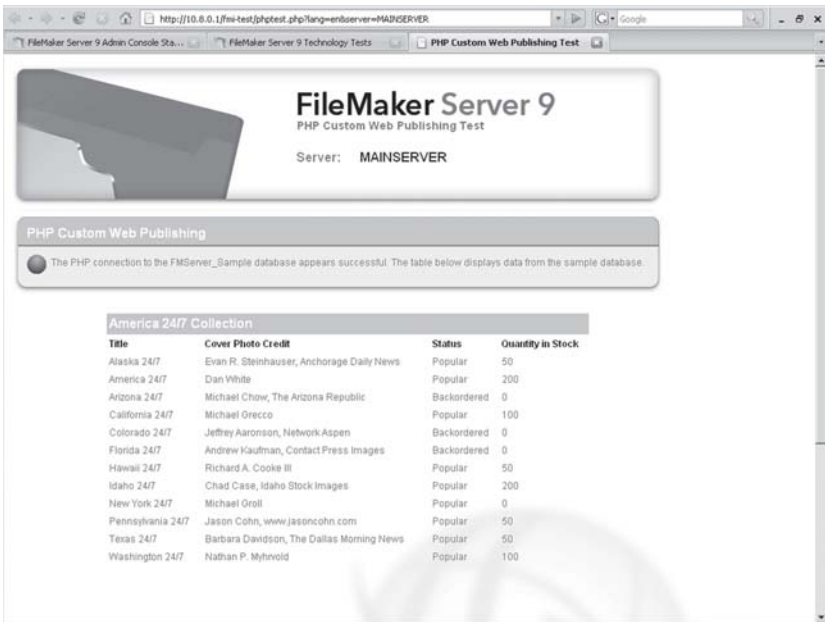 http://10.8.0.1/fmi-test/phptest.php?lang=en&server=MAINSERVER
Google
FileMaker Server 9 Admin Console Sta...
FileMaker Server 9 Technology Tests
PHP Custom Web Publishing Test
FileMaker Server 9
PHP Custom Web Publishing Test
Server: MAINSERVER
PHP Custom Web Publishing
The PHP connection to the FMServer_Sample database appears successful. The table below displays data from the sample database.
America 24/7 Collection
Title Cover Photo Credit Status Quantity in Stock
Alaska 24/7 Evan R. Steinhauser, Anchorage Daily News Popular 50
America 24/7 Dan White Popular 200
Arizona 24/7 Michael Chow, The Arizona Republic Backordered 0
California 24/7 Michael Grecco Popular 100
Colorado 24/7 Jeffrey Aaronson, Network Aspen Backordered 0
Florida 24/7 Andrew Kaufman, Contact Press Images Backordered 0
Hawaii 24/7 Richard A. Cooke III Popular 50
Idaho 24/7 Chad Case, Idaho Stock Images Popular 200
New York 24/7 Michael Groll Popular 0
Pennsylvania 24/7 Jason Cohn, www.jasoncohn.com Popular 50
Texas 24/7 Barbara Davidson, The Dallas Morning News Popular 50
Washington 24/7 Nathan P. Myhrvold Popular 100